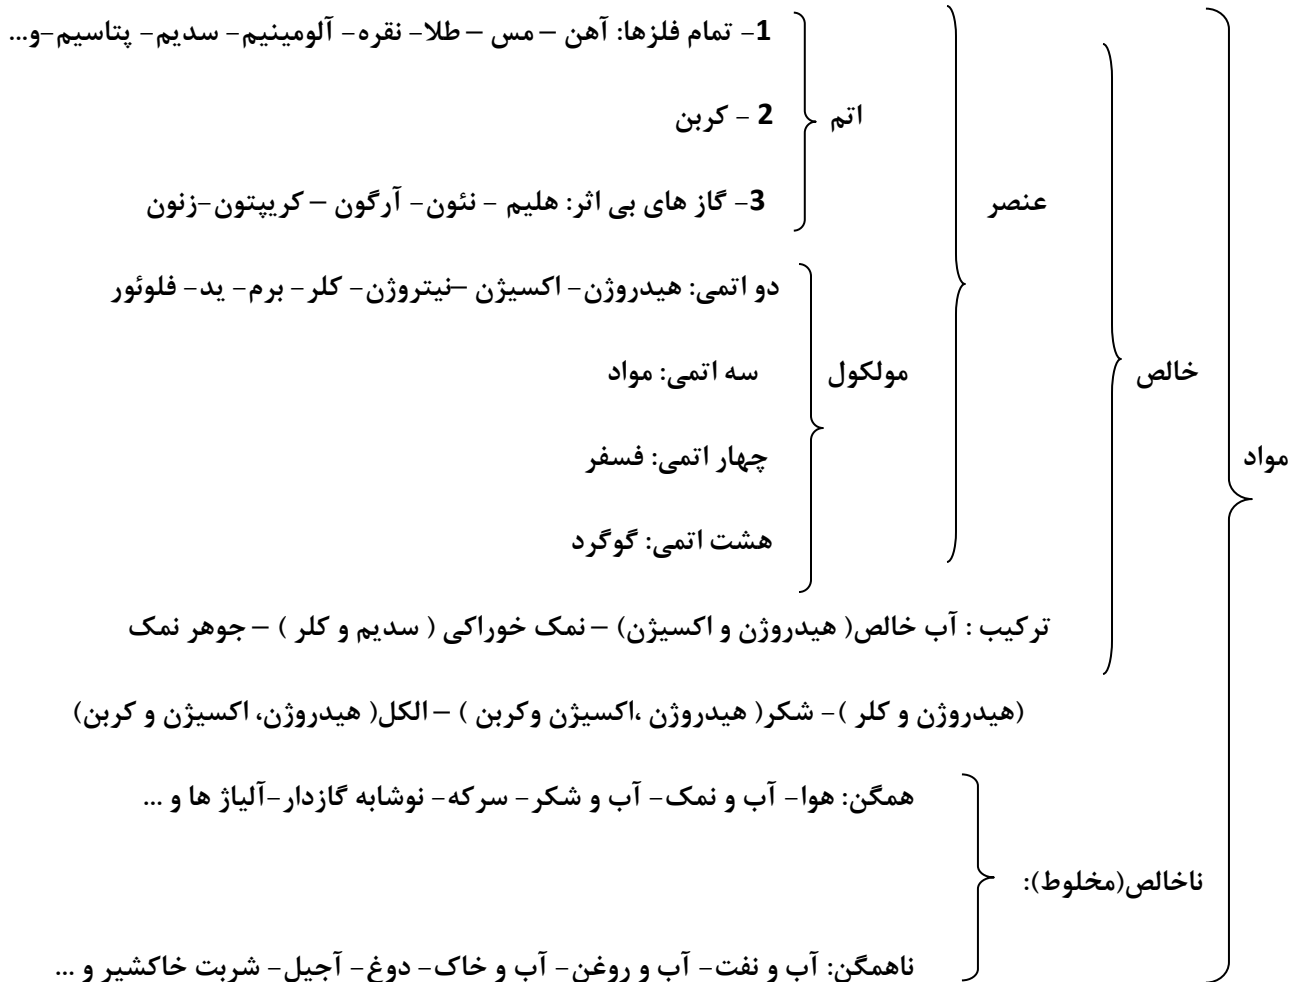 1- تمام فلزها: آهن – مس – طلا- نقره- آلومینیم- سدیم- پتاسیم-و...
اتم
2 - کربن
3- گاز های بی اثر: هلیم - نئون- آرگون – کریپتون-زنون
عنصر
دو اتمی: هیدروژن- اکسیژن –نیتروژن- کلر- برم- ید- فلوئور
خالص
مولکول
سه اتمی: مواد
مواد
چهار اتمی: فسفر
هشت اتمی: گوگرد
ترکیب : آب خالص( هیدروژن و اکسیژن) – نمک خوراکی ( سدیم و کلر ) – جوهر نمک
(هیدروژن و کلر )- شکر( هیدروژن ،اکسیژن وکربن ) – الکل( هیدروژن، اکسیژن و کربن)
همگن: هوا- آب و نمک- آب و شکر- سرکه- نوشابه گازدار-آلیاژ ها و ...
ناخالص(مخلوط):
ناهمگن: آب و نفت- آب و روغن- آب و خاک- دوغ- آجیل- شربت خاکشیر و ...